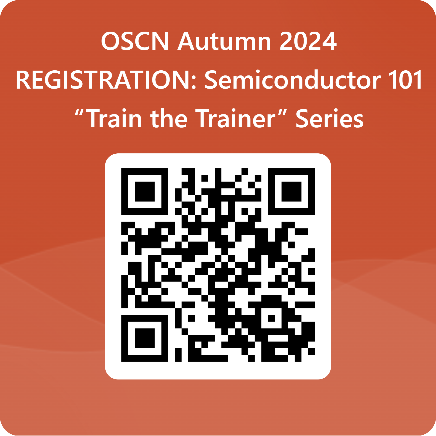 OSCN Autumn 2024
REGISTRATION: Semiconductor 101
“Train the Trainer” Series